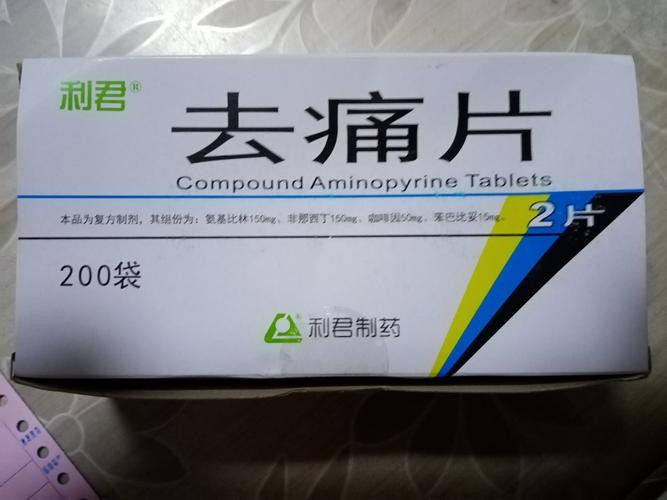 利君®
去痛片
Compound Aminopyrine Tablets
本品为复方制剂，其组份为：氨基比林150mg、非那西丁150mg、咖啡因50mg、苯巴比妥15mg。
2片
200袋
利君制药